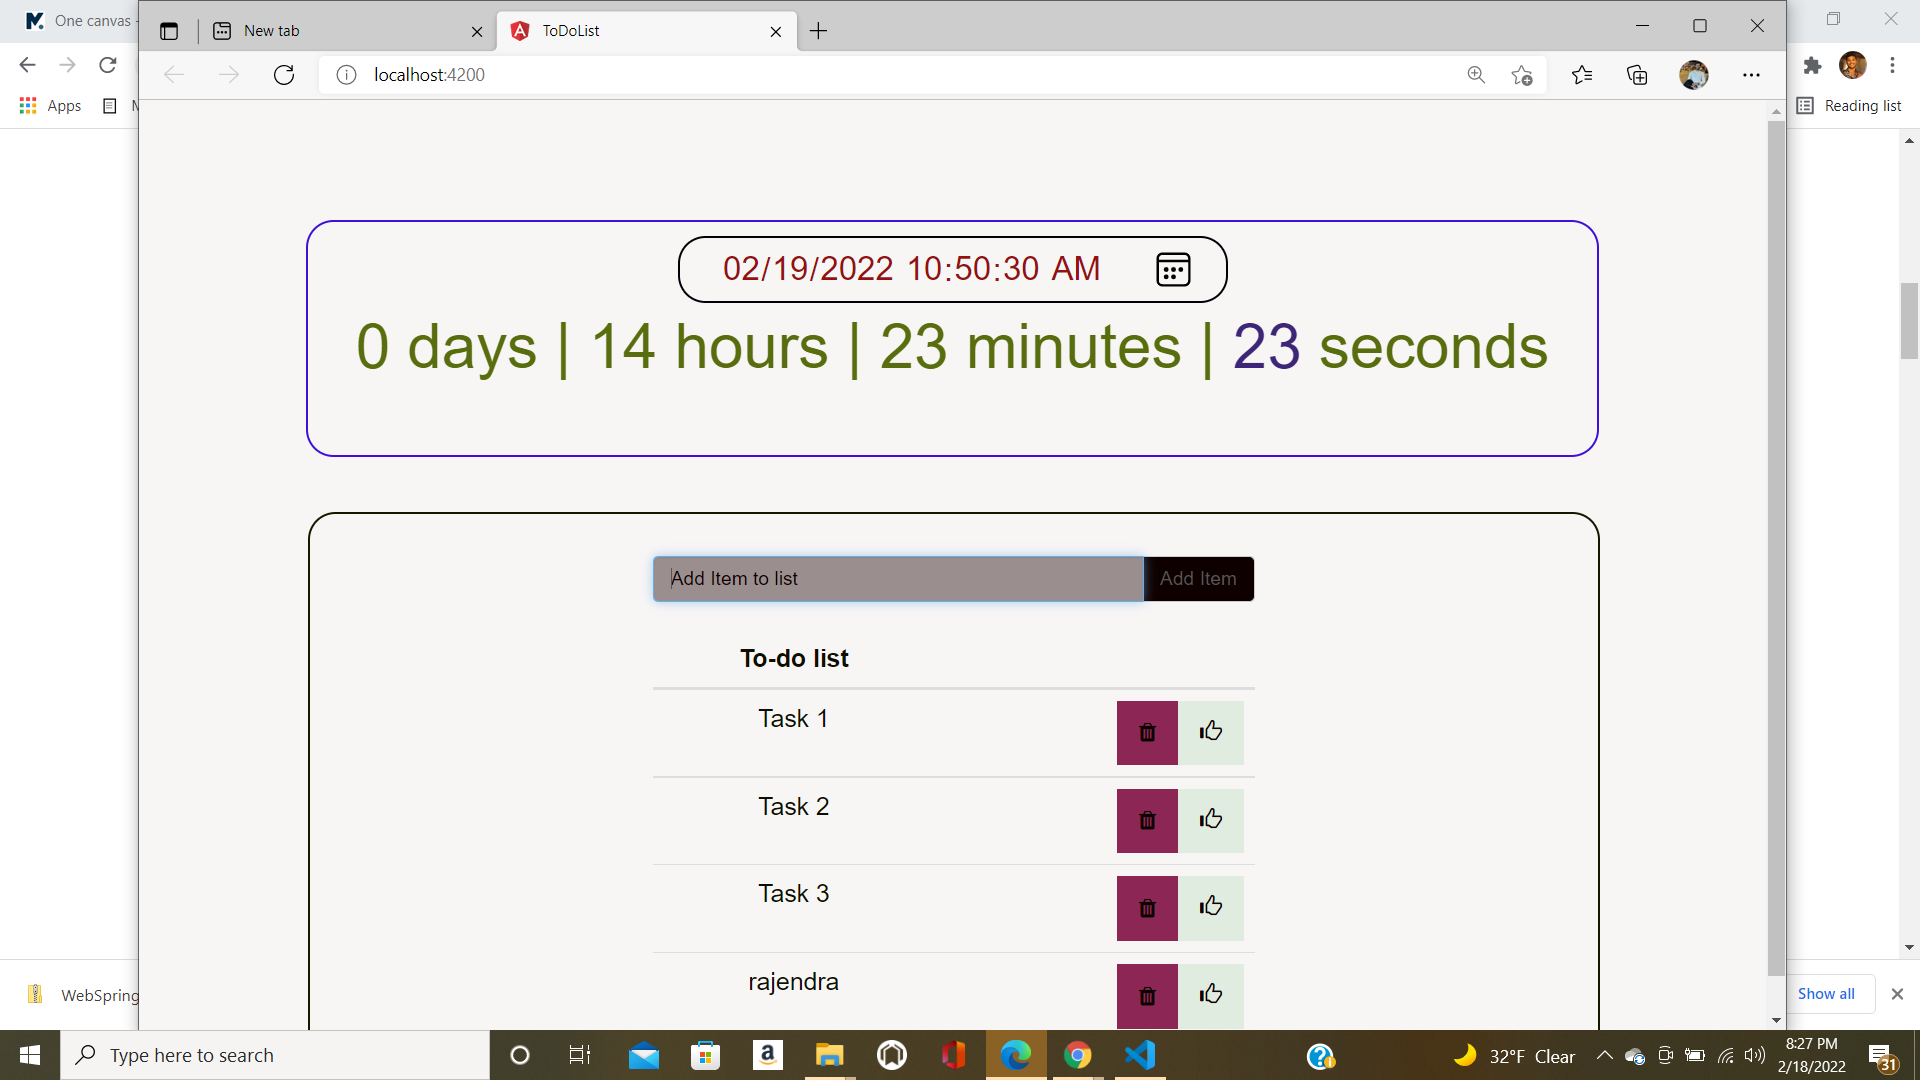 One canvas -
New tab
ToDoList
localhost:4200
Apps
Reading list
02/19/2022 10:50:30 AM
0 days | 14 hours | 23 minutes | 23 seconds
Add Item to list
Add Item
To-do list
Task 1
Task 2
Task 3
rajendra
WebSpring
Show all
Type here to search
32°F Clear
8:27 PM
2/18/2022
31